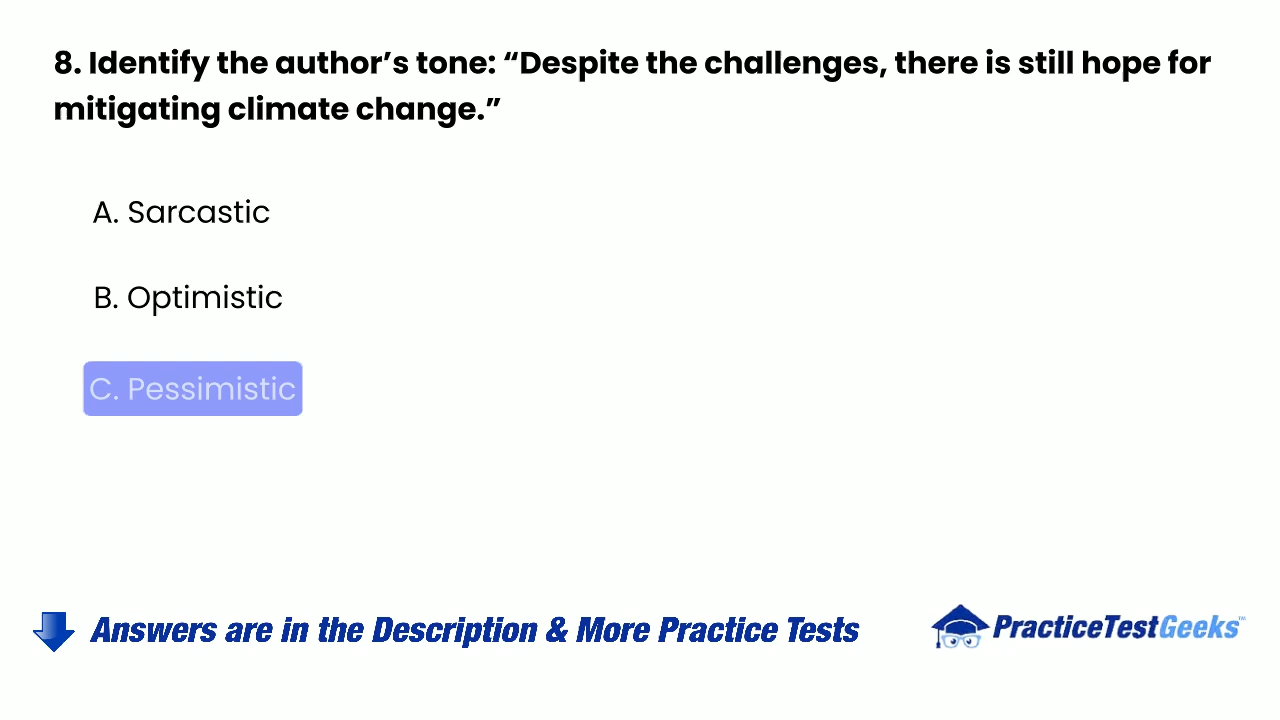 8. Identify the author’s tone: “Despite the challenges, there is still hope for
mitigating climate change.”
A. Sarcastic
B. Optimistic
C. Pessimistic
Answers are in the Description & More Practice Tests
PracticeTestGeeks™